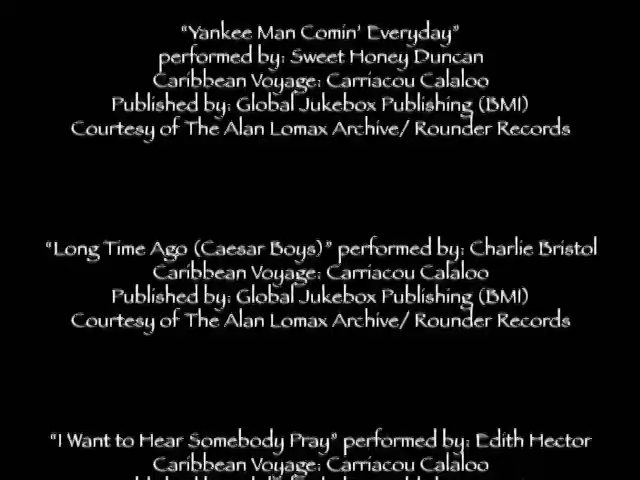 “Yankee Man Comin’ Everyday”
performed by: Sweet Honey Duncan
Caribbean Voyage: Carriacou Calaloo
Published by: Global Jukebox Publishing (BMI)
Courtesy of The Alan Lomax Archive/ Rounder Records
“Long Time Ago (Caesar Boys)” performed by: Charlie Bristol
Caribbean Voyage: Carriacou Calaloo
Published by: Global Jukebox Publishing (BMI)
Courtesy of The Alan Lomax Archive/ Rounder Records
“I Want to Hear Somebody Pray” performed by: Edith Hector
Caribbean Voyage: Carriacou Calaloo